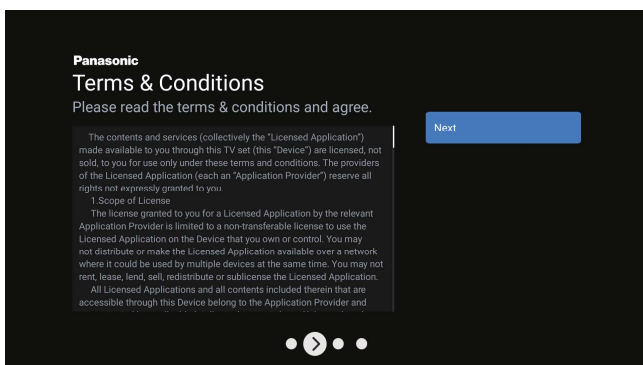 Panasonic
Terms & Conditions
Please read the terms & conditions and agree.
The contents and services (collectively the "Licensed Application")
made available to you through this TV set (this "Device") are licensed, not
sold, to you for use only under these terms and conditions. The providers
of the Licensed Application (each an "Application Provider") reserve all
rights not expressly granted to you.
1.Scope of License
The license granted to you for a Licensed Application by the relevant
Application Provider is limited to a non-transferable license to use the
Licensed Application on the Device that you own or control. You may
not distribute or make the Licensed Application available over a network
where it could be used by multiple devices at the same time. You may not
rent, lease, lend, sell, redistribute or sublicense the Licensed Application.
All Licensed Applications and all contents included therein that are
accessible through this Device belong to the Application Provider and
Next